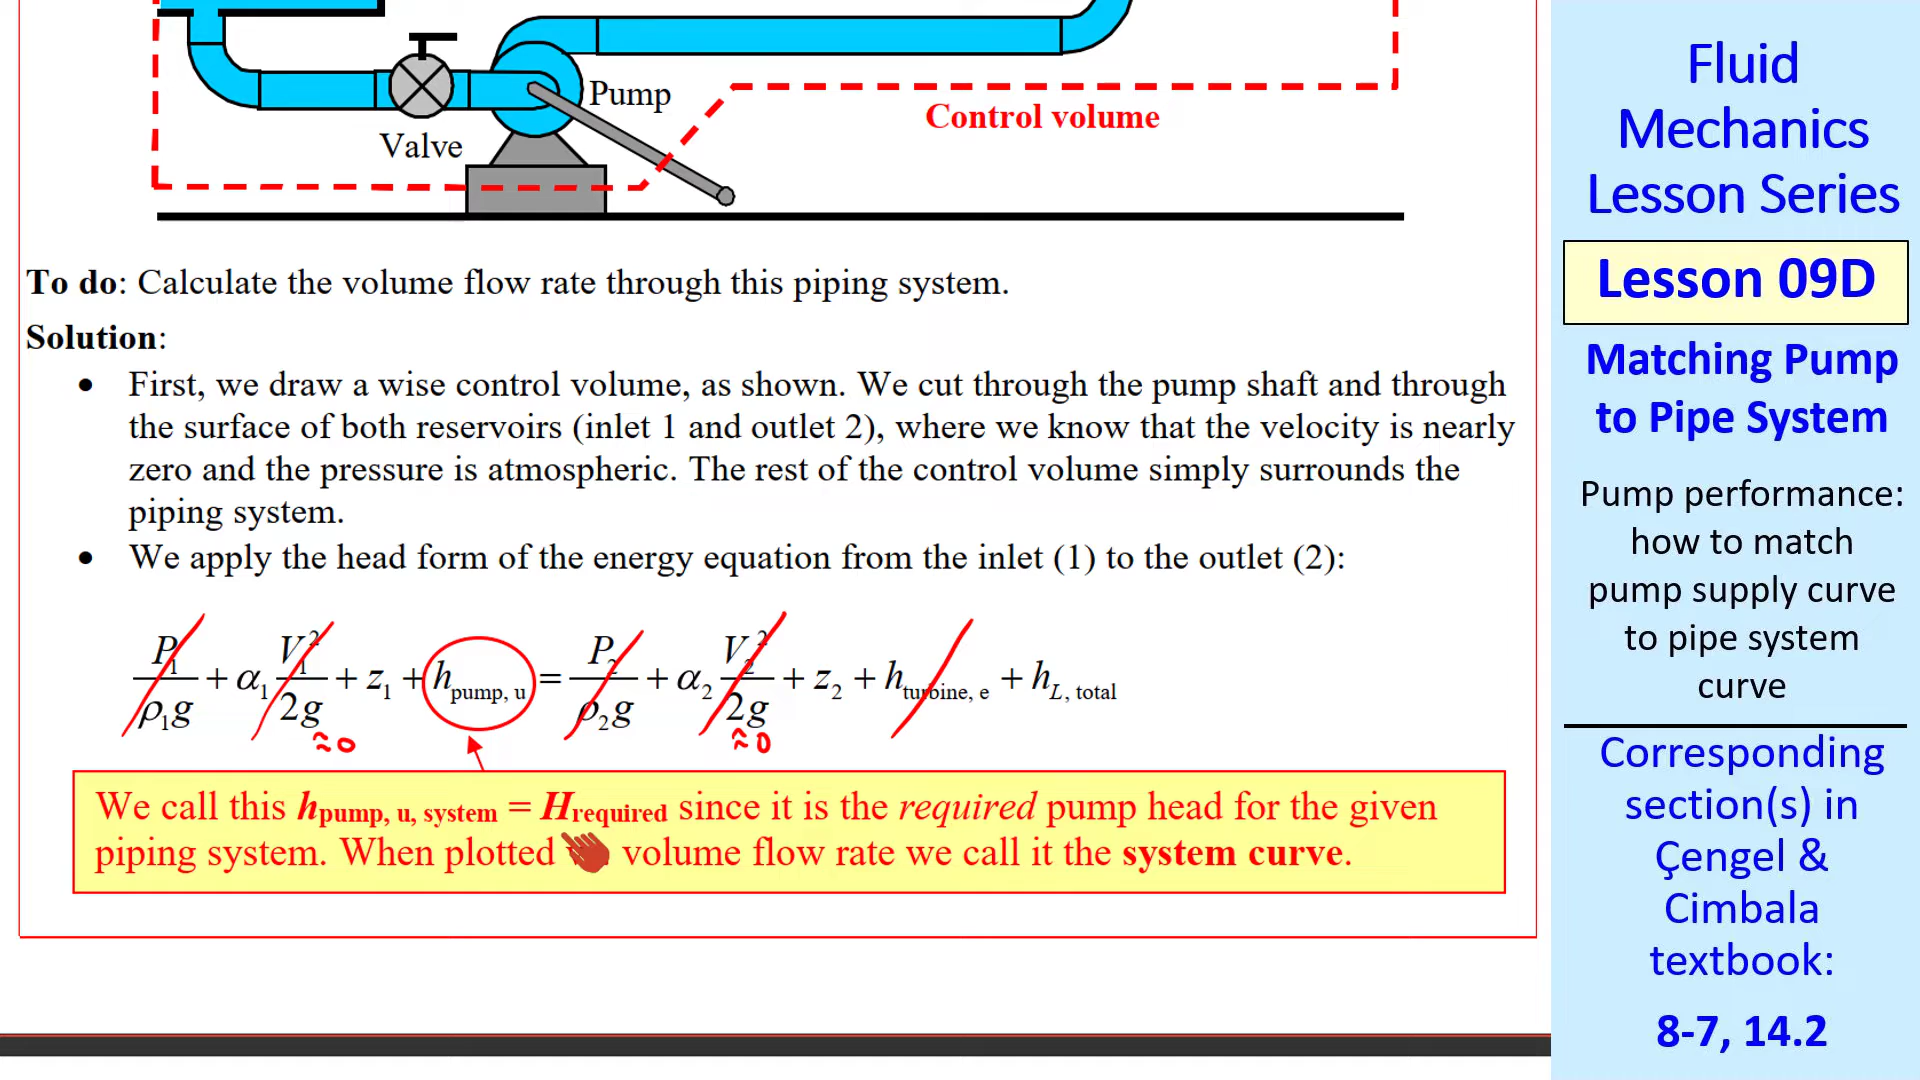 Pump
Valve
Control volume
To do: Calculate the volume flow rate through this piping system.
Solution:
• First, we draw a wise control volume, as shown. We cut through the pump shaft and through
the surface of both reservoirs (inlet 1 and outlet 2), where we know that the velocity is nearly
zero and the pressure is atmospheric. The rest of the control volume simply surrounds the
piping system.
• We apply the head form of the energy equation from the inlet (1) to the outlet (2):
P₁/ρ₁g + α₁ V₁²/2g + z₁ + h_pump, u = P₂/ρ₂g + α₂ V₂²/2g + z₂ + h_turbine, e + h_L, total
≈0 ≈0
We call this h_pump, u, system = H_required since it is the required pump head for the given
piping system. When plotted volume flow rate we call it the system curve.
Fluid
Mechanics
Lesson Series
Lesson 09D
Matching Pump
to Pipe System
Pump performance:
how to match
pump supply curve
to pipe system
curve
Corresponding
section(s) in
Çengel &
Cimbala
textbook:
8-7, 14.2